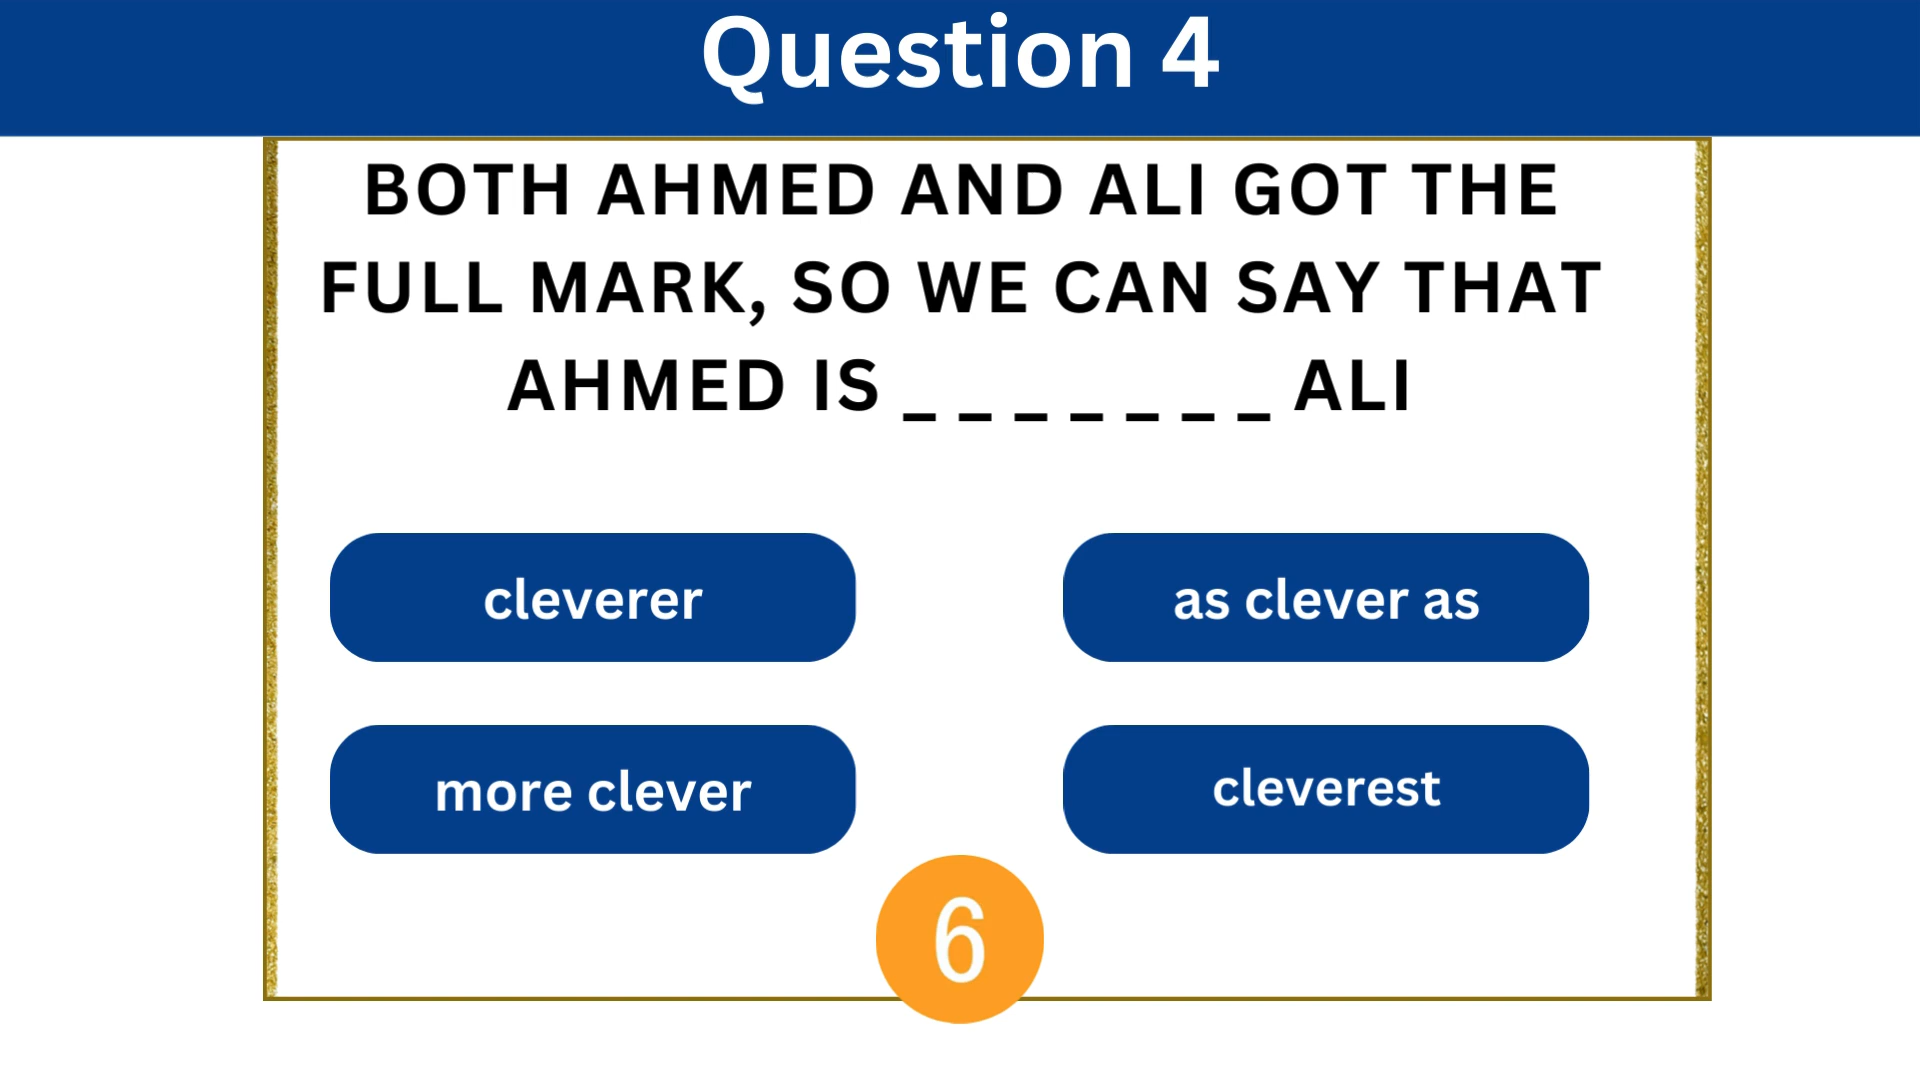 Question 4
BOTH AHMED AND ALI GOT THE
FULL MARK, SO WE CAN SAY THAT
AHMED IS _ _ _ _ _ _ _ ALI
cleverer
as clever as
more clever
cleverest
6